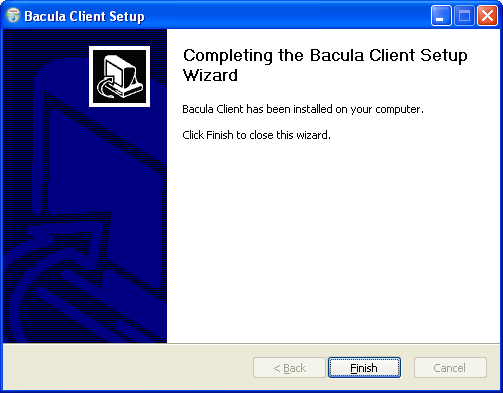 Bacula Client Setup
Completing the Bacula Client Setup
Wizard
Bacula Client has been installed on your computer.
Click Finish to close this wizard.
< Back
Finish
Cancel